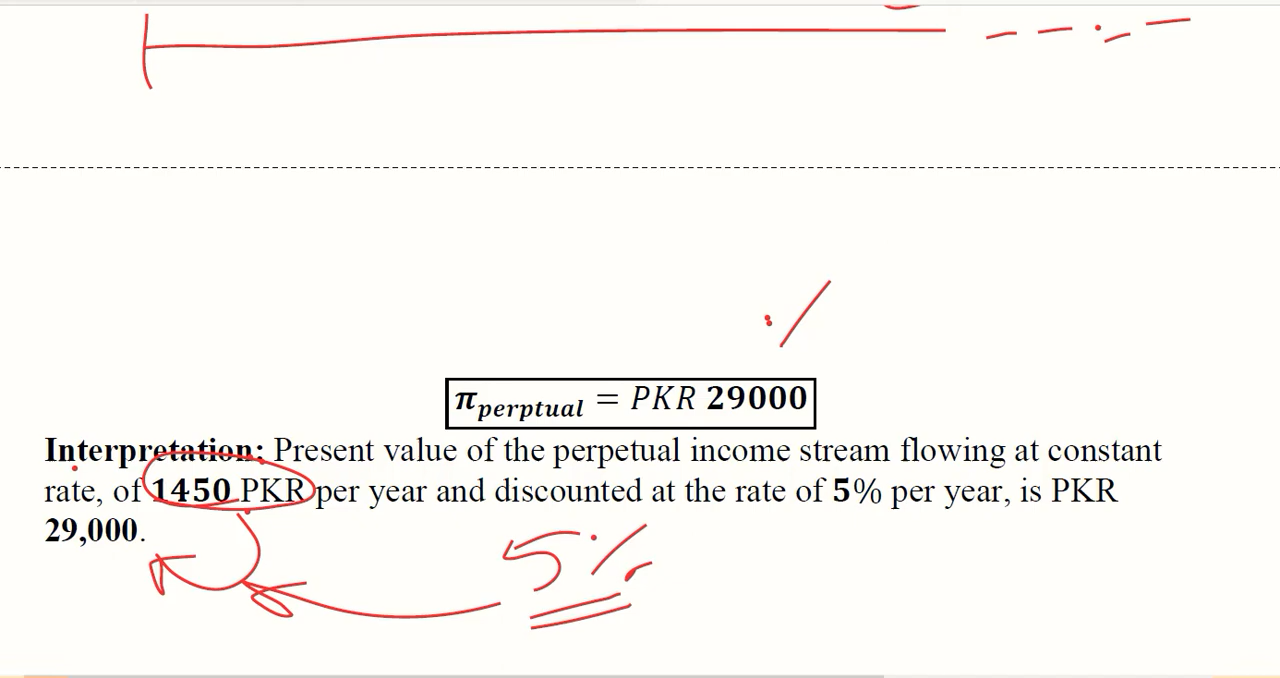 π_perptual = PKR 29000
Interpretation: Present value of the perpetual income stream flowing at constant
rate, of 1450 PKR per year and discounted at the rate of 5% per year, is PKR
29,000.
5%